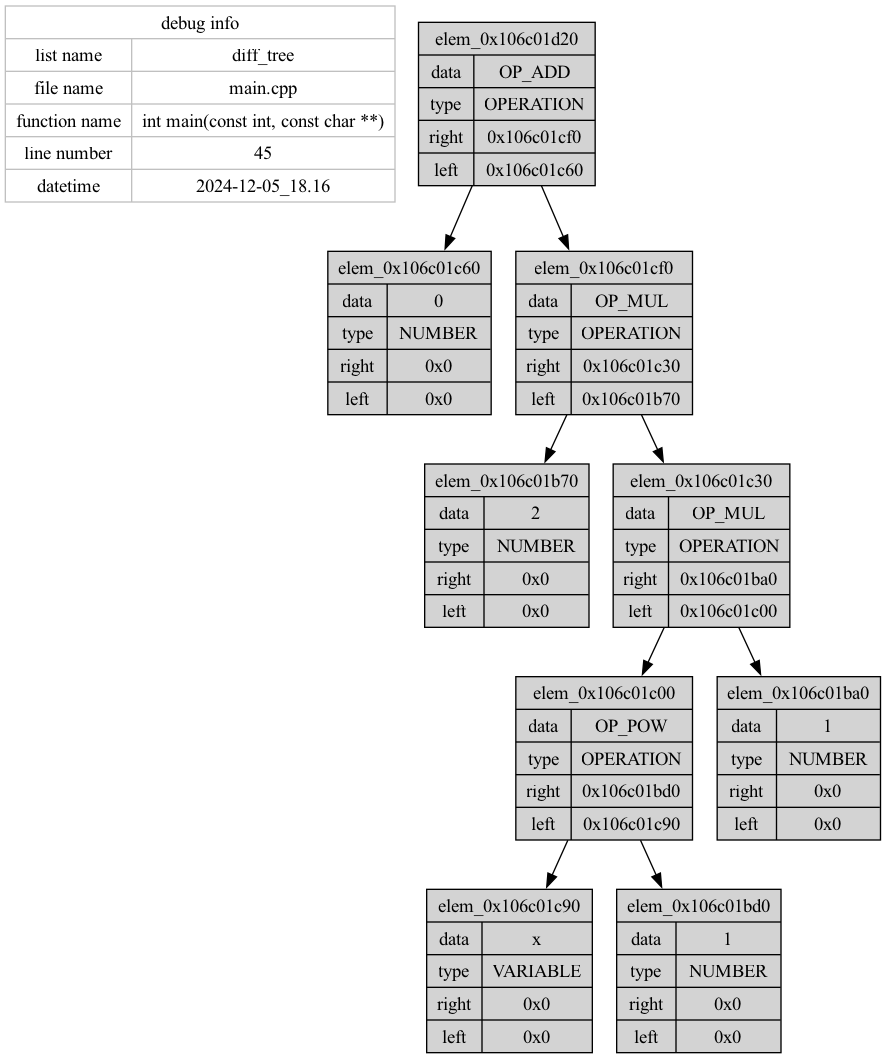 debug info
list name diff_tree
file name main.cpp
function name int main(const int, const char **)
line number 45
datetime 2024-12-05_18.16
elem_0x106c01d20
data OP_ADD
type OPERATION
right 0x106c01cf0
left 0x106c01c60
elem_0x106c01c60
data 0
type NUMBER
right 0x0
left 0x0
elem_0x106c01cf0
data OP_MUL
type OPERATION
right 0x106c01c30
left 0x106c01b70
elem_0x106c01b70
data 2
type NUMBER
right 0x0
left 0x0
elem_0x106c01c30
data OP_MUL
type OPERATION
right 0x106c01ba0
left 0x106c01c00
elem_0x106c01c00
data OP_POW
type OPERATION
right 0x106c01bd0
left 0x106c01c90
elem_0x106c01ba0
data 1
type NUMBER
right 0x0
left 0x0
elem_0x106c01c90
data x
type VARIABLE
right 0x0
left 0x0
elem_0x106c01bd0
data 1
type NUMBER
right 0x0
left 0x0